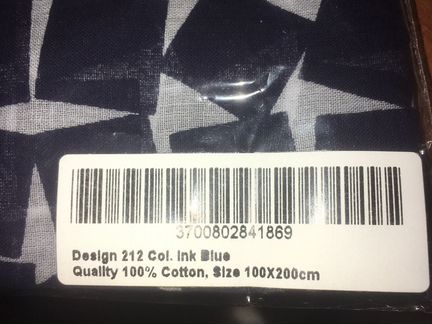 3700802841869
Design 212 Col. Ink Blue
Quality 100% Cotton, Size 100X200cm